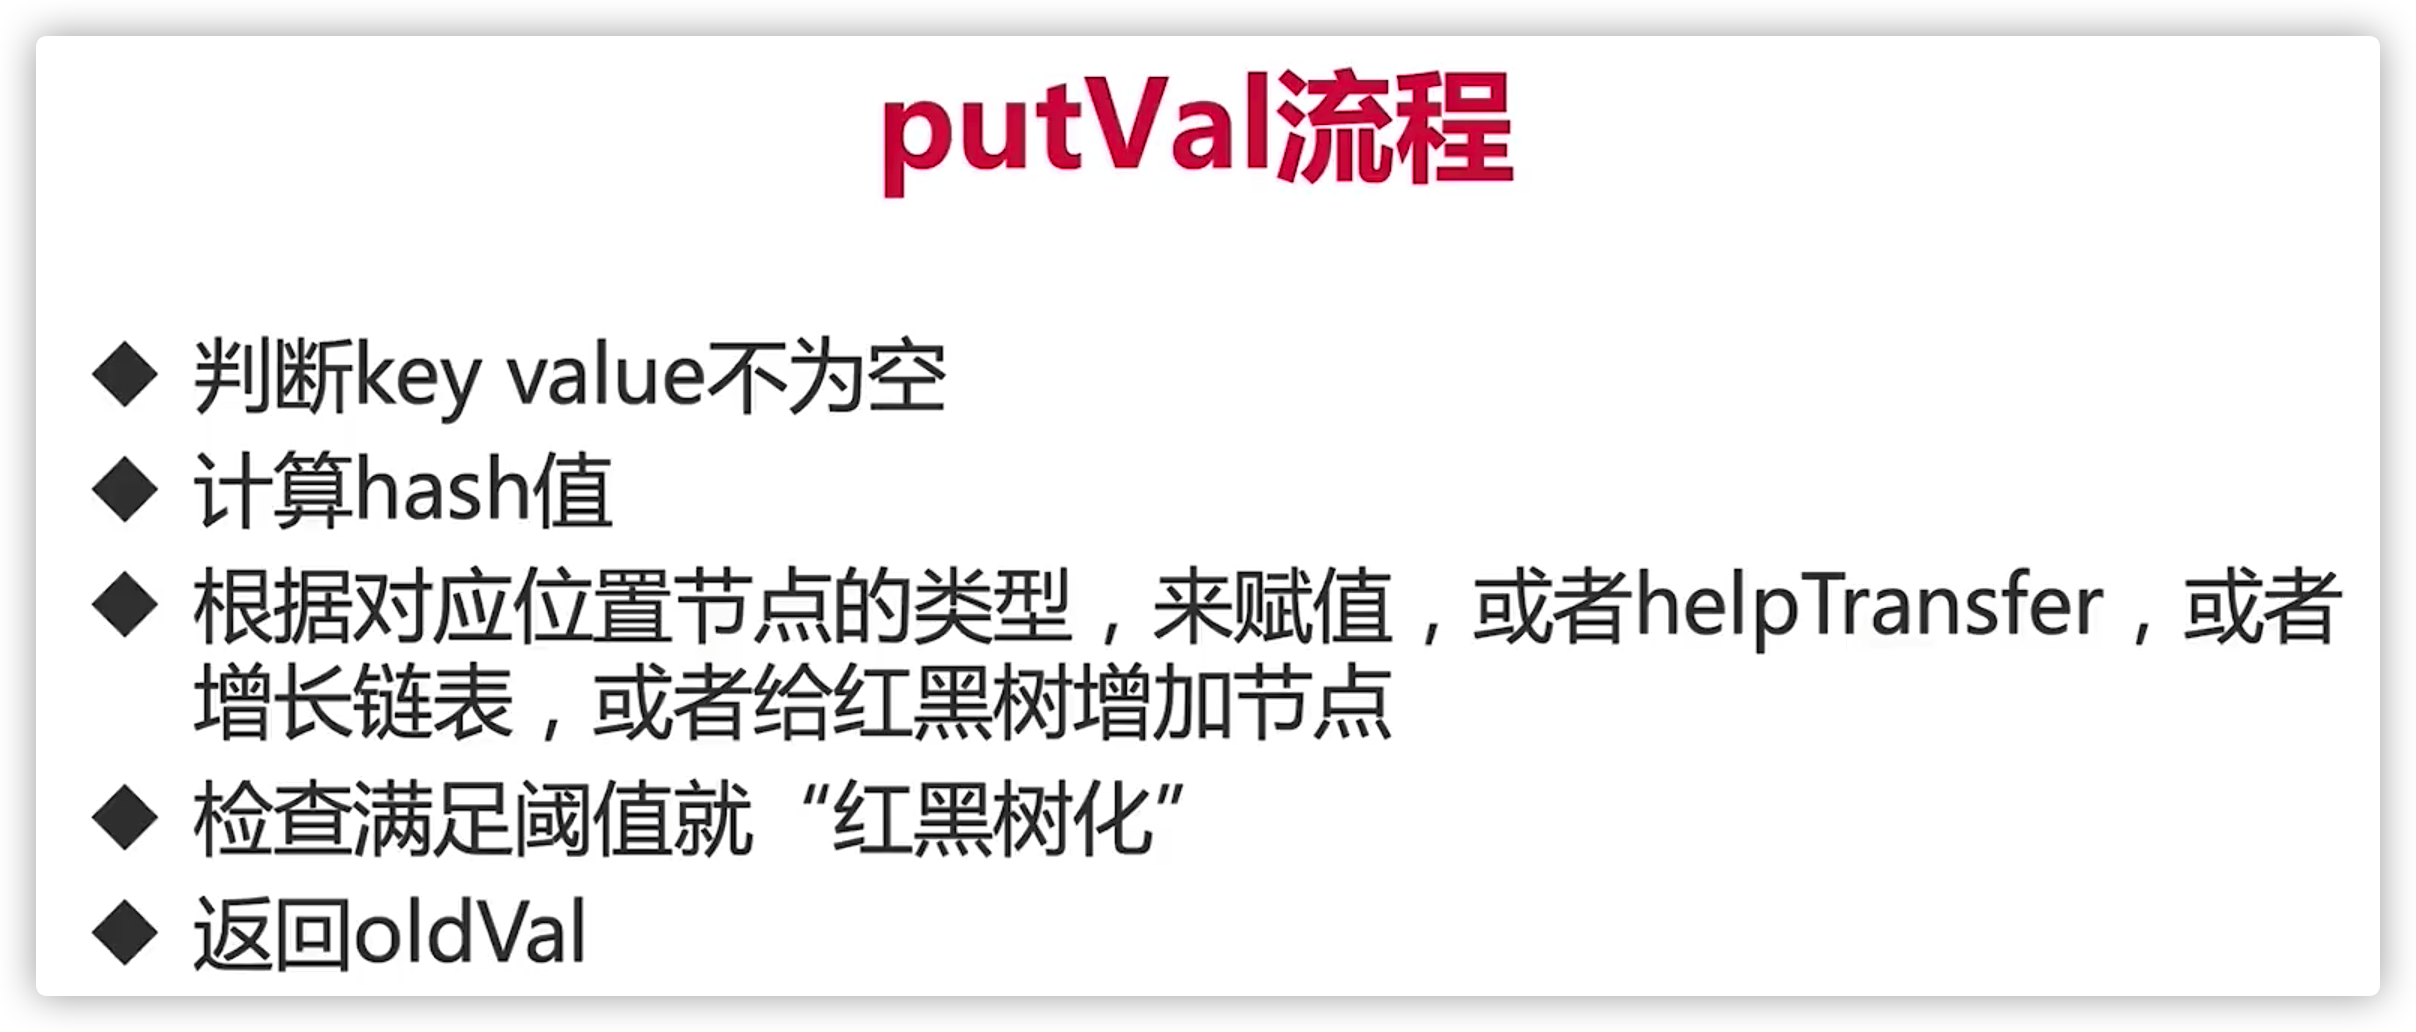 putVal流程
◆ 判断key value不为空
◆ 计算hash值
◆ 根据对应位置节点的类型，来赋值，或者helpTransfer，或者
增长链表，或者给红黑树增加节点
◆ 检查满足阈值就“红黑树化”
◆ 返回oldVal